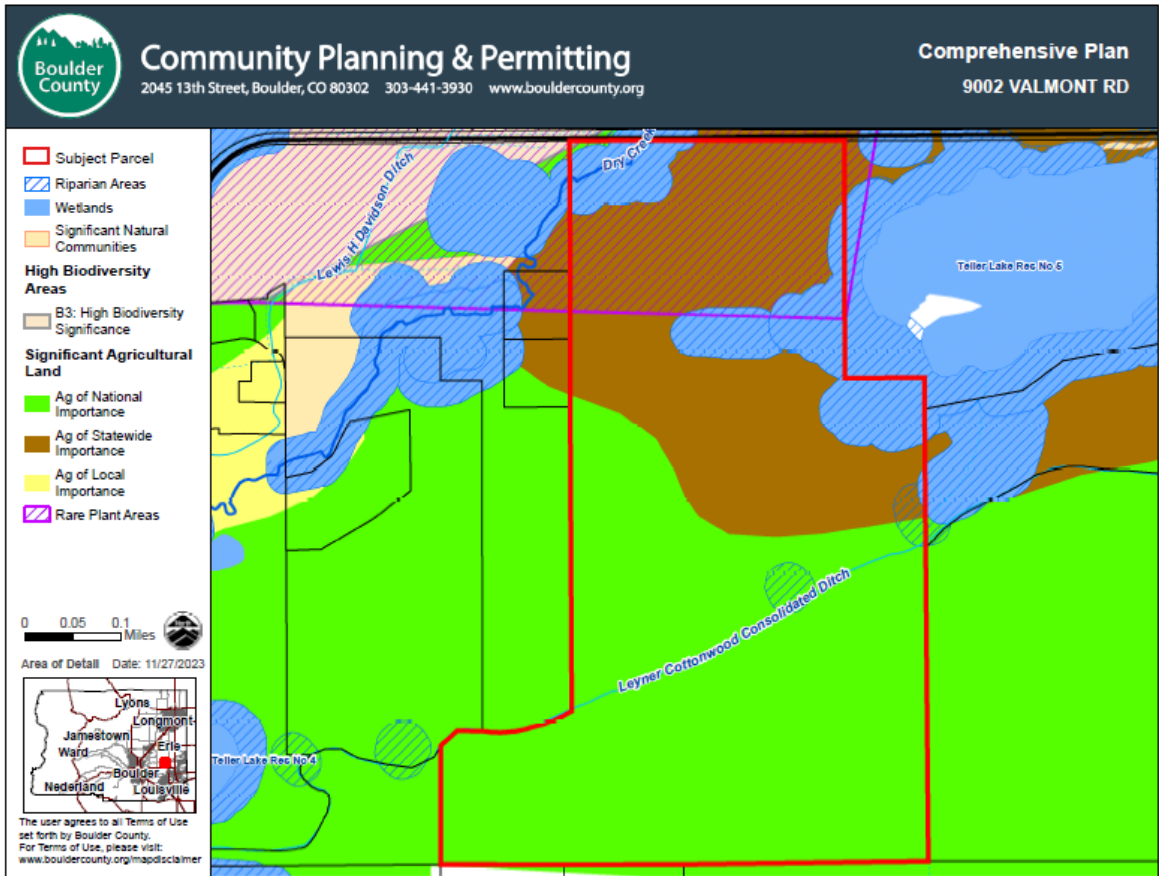 Boulder
County
Community Planning & Permitting
2045 13th Street, Boulder, CO 80302 303-441-3930 www.bouldercounty.org
Comprehensive Plan
9002 VALMONT RD
Subject Parcel
Riparian Areas
Wetlands
Significant Natural
Communities
High Biodiversity
Areas
B3: High Biodiversity
Significance
Significant Agricultural
Land
Ag of National
Importance
Ag of Statewide
Importance
Ag of Local
Importance
Rare Plant Areas
0 0.05 0.1
Miles
Area of Detail Date: 11/27/2023
Lyons
Longmont
Jamestown
Ward
Erie
Boulder
Nederland
Louisville
The user agrees to all Terms of Use
set forth by Boulder County.
For Terms of Use, please visit:
www.bouldercounty.org/mapdisclaimer
Lewis H Davidson Ditch
Dry Creek
Teller Lake Res No 5
Leyner Cottonwood Consolidated Ditch
Teller Lake Res No 4